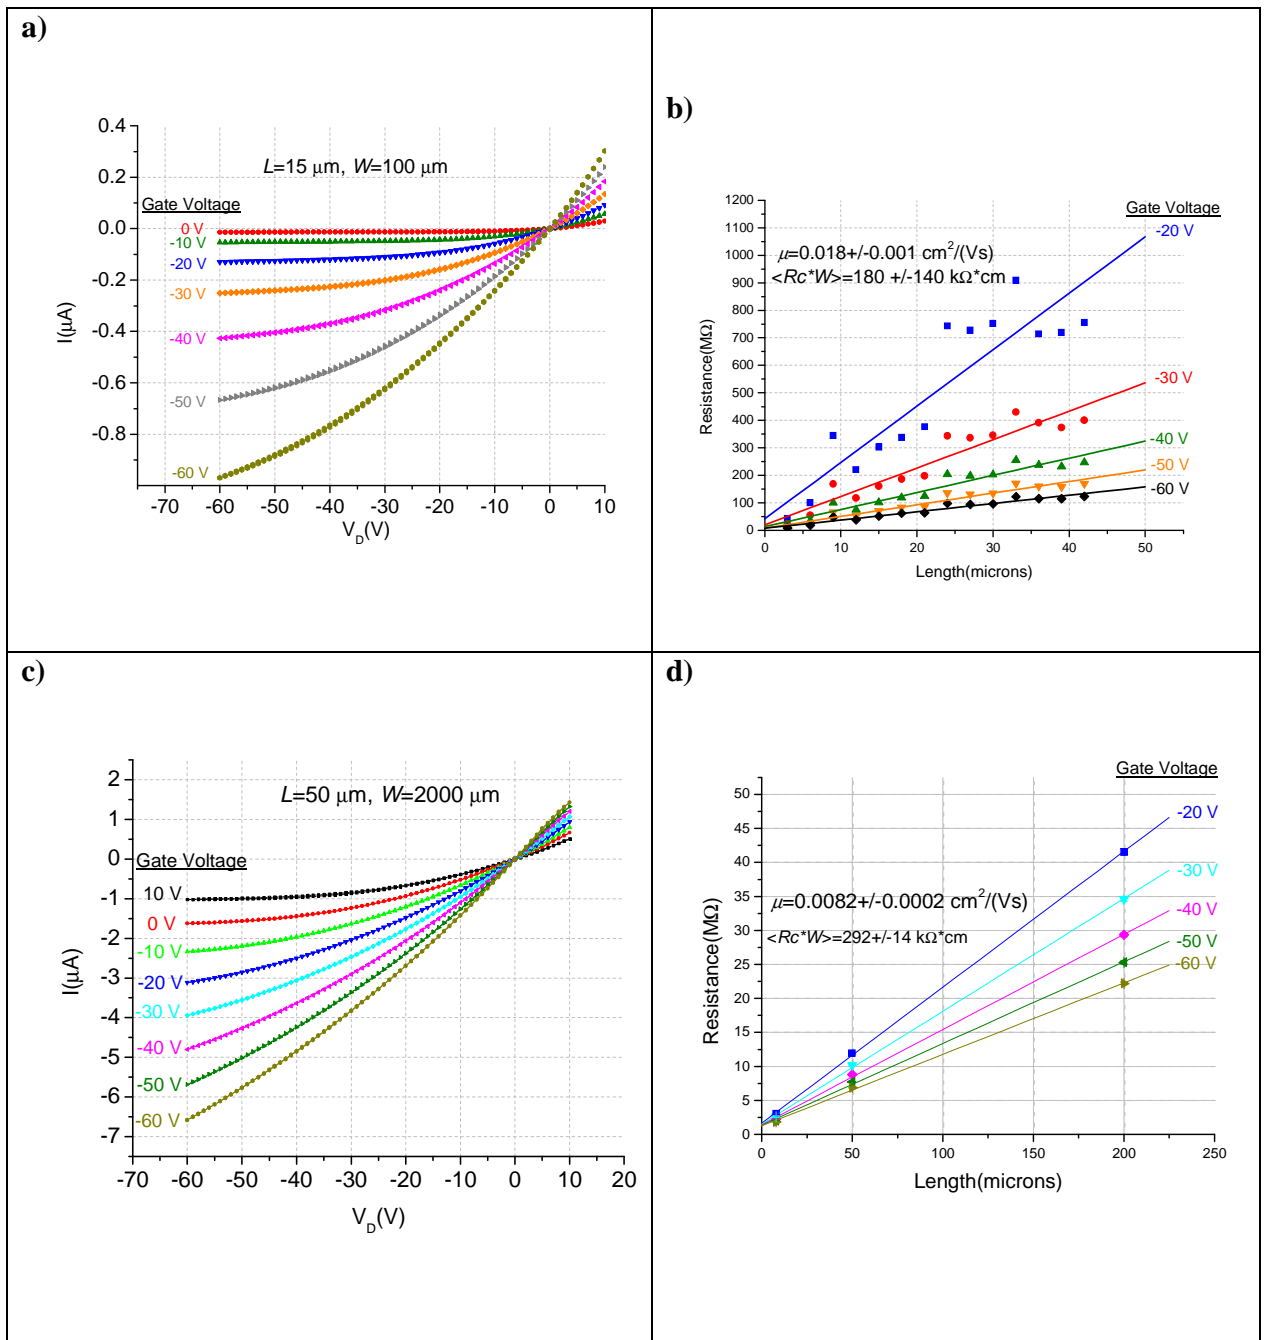 a)
0.4
0.2
0.0
-0.2
-0.4
-0.6
-0.8
I(μA)
L=15 μm, W=100 μm
Gate Voltage
0 V
-10 V
-20 V
-30 V
-40 V
-50 V
-60 V
-70 -60 -50 -40 -30 -20 -10 0 10
V_D(V)
b)
1200
1100
1000
900
800
700
600
500
400
300
200
100
0
Resistance(MΩ)
Gate Voltage
-20 V
μ=0.018+/-0.001 cm²/(Vs)
<Rc*W>=180 +/-140 kΩ*cm
-30 V
-40 V
-50 V
-60 V
0 10 20 30 40 50
Length(microns)
c)
2
1
0
-1
-2
-3
-4
-5
-6
-7
I(μA)
L=50 μm, W=2000 μm
Gate Voltage
10 V
0 V
-10 V
-20 V
-30 V
-40 V
-50 V
-60 V
-70 -60 -50 -40 -30 -20 -10 0 10 20
V_D(V)
d)
Gate Voltage
50
45
40
35
30
25
20
15
10
5
0
Resistance(MΩ)
-20 V
-30 V
μ=0.0082+/-0.0002 cm²/(Vs)
-40 V
<Rc*W>=292+/-14 kΩ*cm
-50 V
-60 V
0 50 100 150 200 250
Length(microns)